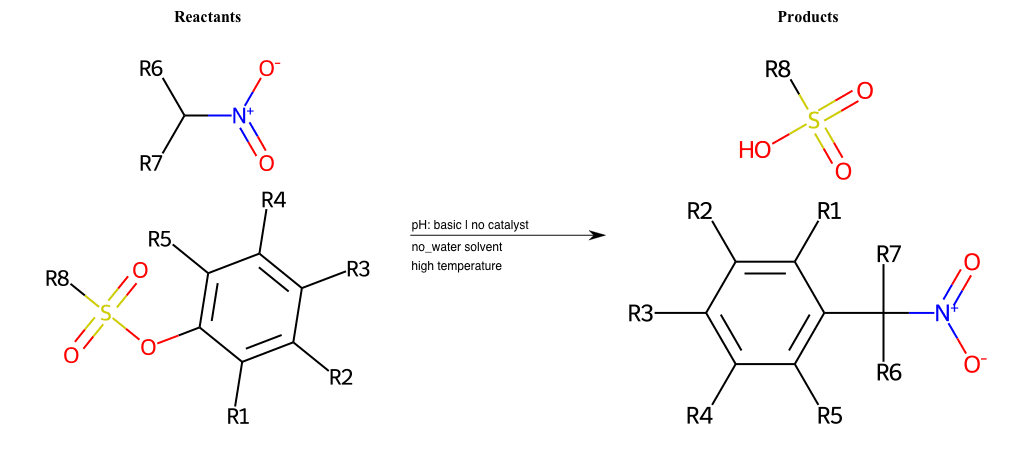 Reactants
Products
R6
O-
N+
R7
O
R8
O
S
HO
O
R4
R5
R3
R8
O
S
O
O
R2
R1
pH: basic | no catalyst
no_water solvent
high temperature
R2
R1
R7
O
R3
N+
O-
R6
R4
R5